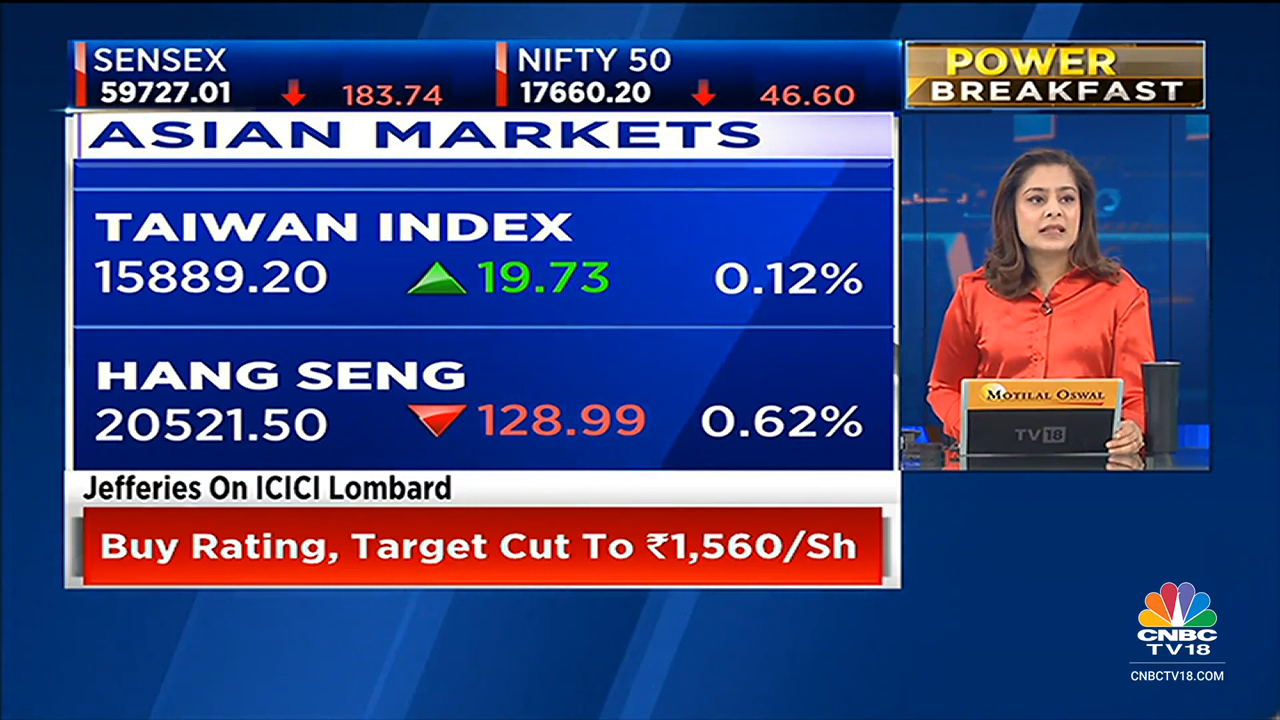 SENSEX
59727.01 183.74
NIFTY 50
17660.20 46.60
POWER
BREAKFAST
ASIAN MARKETS
TAIWAN INDEX
15889.20 19.73 0.12%
HANG SENG
20521.50 128.99 0.62%
MOTILAL OSWAL
TV18
Jefferies On ICICI Lombard
Buy Rating, Target Cut To ₹1,560/Sh
CNBC
TV18
CNBCTV18.COM